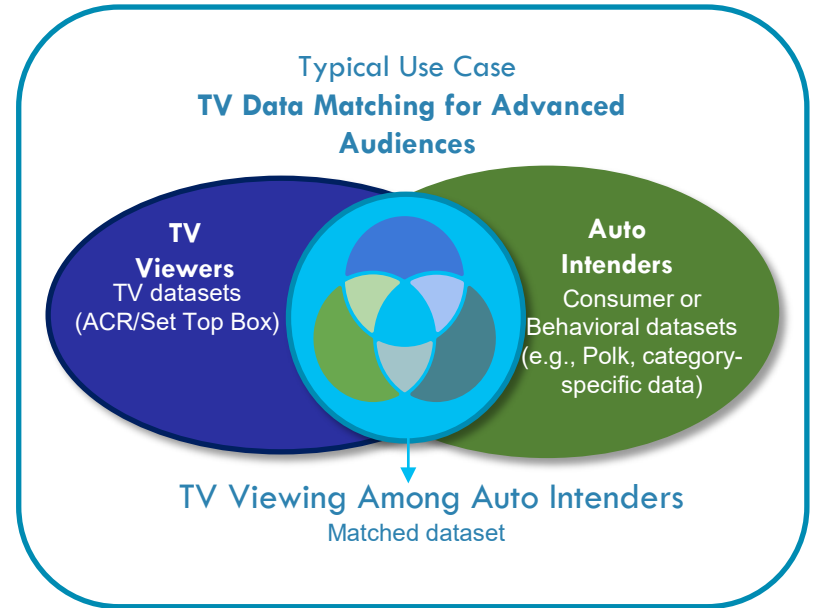 Typical Use Case
TV Data Matching for Advanced
Audiences
TV
Viewers
TV datasets
(ACR/Set Top Box)
Auto
Intenders
Consumer or
Behavioral datasets
(e.g., Polk, category-
specific data)
TV Viewing Among Auto Intenders
Matched dataset